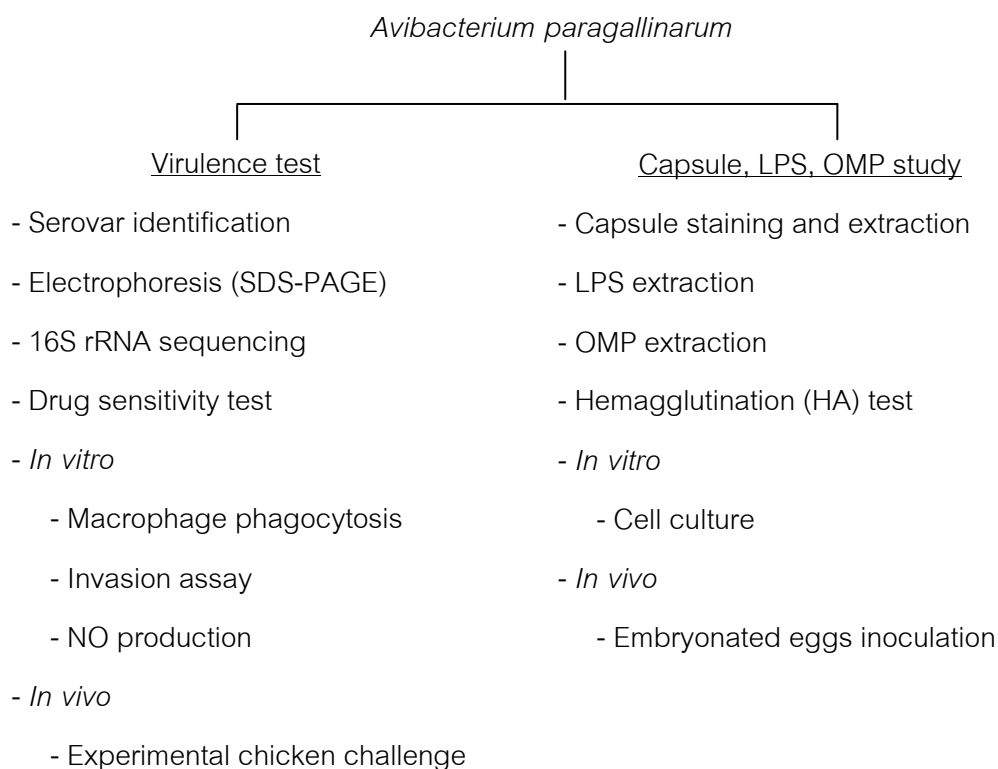 Avibacterium paragallinarum
Virulence test
- Serovar identification
- Electrophoresis (SDS-PAGE)
- 16S rRNA sequencing
- Drug sensitivity test
- In vitro
- Macrophage phagocytosis
- Invasion assay
- NO production
- In vivo
- Experimental chicken challenge
Capsule, LPS, OMP study
- Capsule staining and extraction
- LPS extraction
- OMP extraction
- Hemagglutination (HA) test
- In vitro
- Cell culture
- In vivo
- Embryonated eggs inoculation